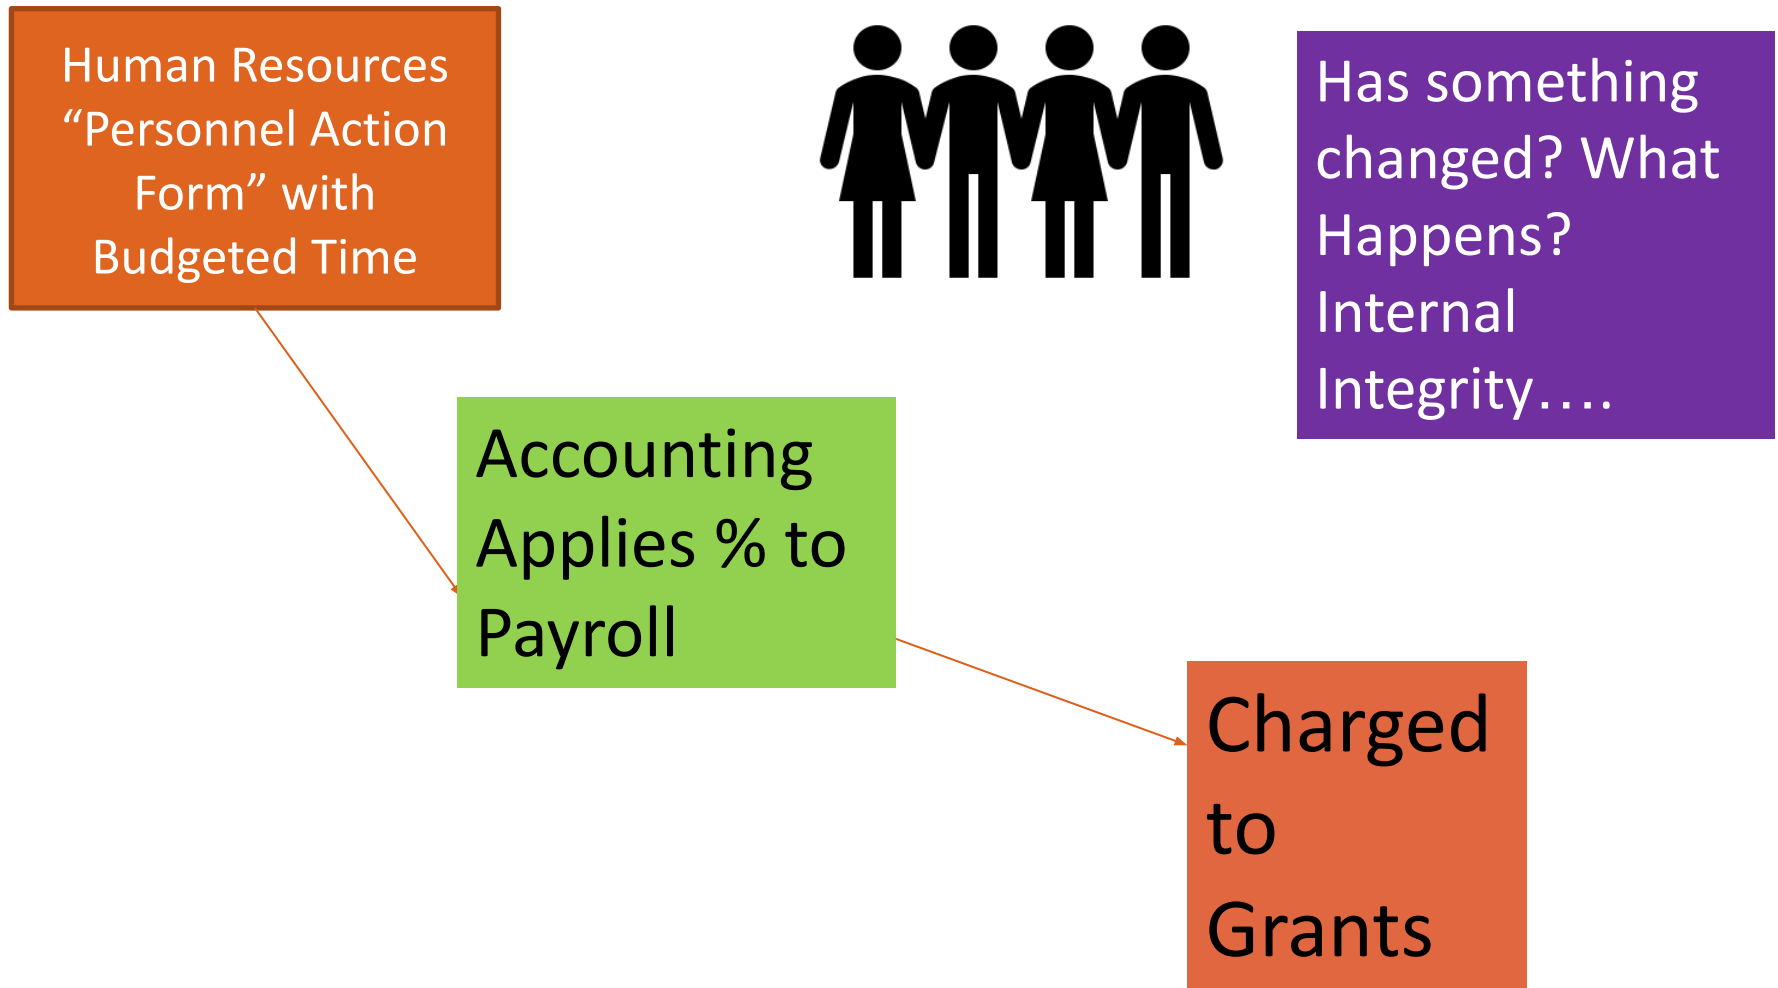 Human Resources
“Personnel Action
Form” with
Budgeted Time
Has something
changed? What
Happens?
Internal
Integrity….
Accounting
Applies % to
Payroll
Charged
to
Grants